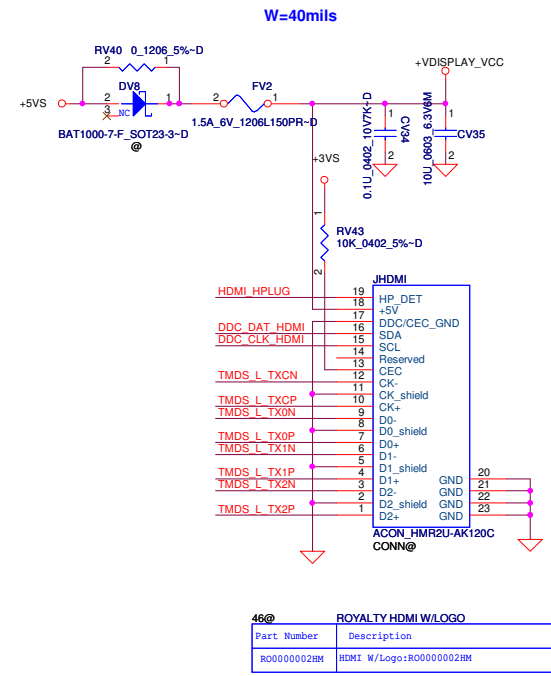 W=40mils
RV40 0_1206_5%~D
2 1
+VDISPLAY_VCC
DV8
FV2
+5VS
2 1
3 NC
2 1
1.5A_6V_1206L150PR~D
BAT1000-7-F_SOT23-3~D
@
1
2
0.1U_0402_10V7K~D
CV34
1
2
10U_0603_6.3V6M
CV35
+3VS
1
2
RV43
10K_0402_5%~D
JHDMI
HDMI_HPLUG 19 HP_DET
18 +5V
17 DDC/CEC_GND
DDC_DAT_HDMI 16 SDA
DDC_CLK_HDMI 15 SCL
14 Reserved
13 CEC
TMDS_L_TXCN 12 CK-
11 CK_shield
TMDS_L_TXCP 10 CK+
TMDS_L_TX0N 9 D0-
8 D0_shield
TMDS_L_TX0P 7 D0+
TMDS_L_TX1N 6 D1-
5 D1_shield
TMDS_L_TX1P 4 D1+ GND 20
TMDS_L_TX2N 3 D2- GND 21
2 D2_shield GND 22
TMDS_L_TX2P 1 D2+ GND 23
ACON_HMR2U-AK120C
CONN@
46@ ROYALTY HDMI W/LOGO
Part Number Description
RO0000002HM HDMI W/Logo:RO0000002HM